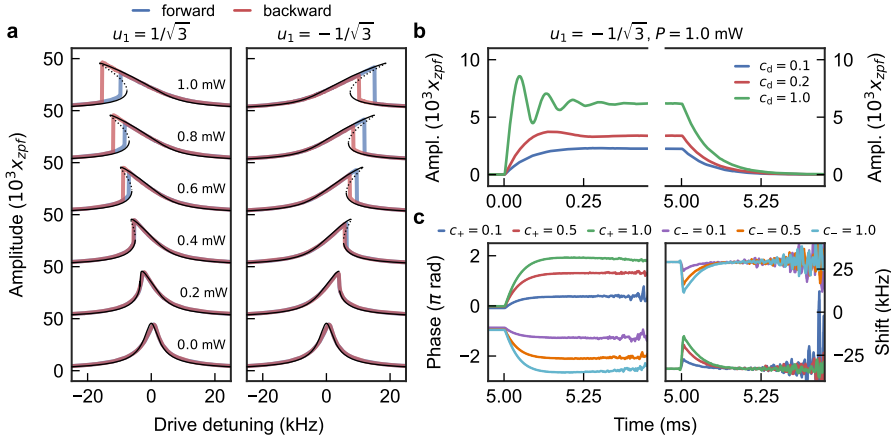 forward backward
a u₁ = 1/√3 u₁ = −1/√3
Amplitude (10³x_zpf)
50
50
50
50
50
50
0
1.0 mW
0.8 mW
0.6 mW
0.4 mW
0.2 mW
0.0 mW
−20 0 20 −20 0 20
Drive detuning (kHz)
b u₁ = −1/√3, P = 1.0 mW
Ampl. (10³x_zpf)
10
5
0
c_d = 0.1
c_d = 0.2
c_d = 1.0
10
5
0
Ampl. (10³x_zpf)
0.00 0.25 5.00 5.25
c c₊ = 0.1 c₊ = 0.5 c₊ = 1.0 c₋ = 0.1 c₋ = 0.5 c₋ = 1.0
Phase (π rad)
2
0
−2
25
0
−25
Shift (kHz)
5.00 5.25 5.00 5.25
Time (ms)